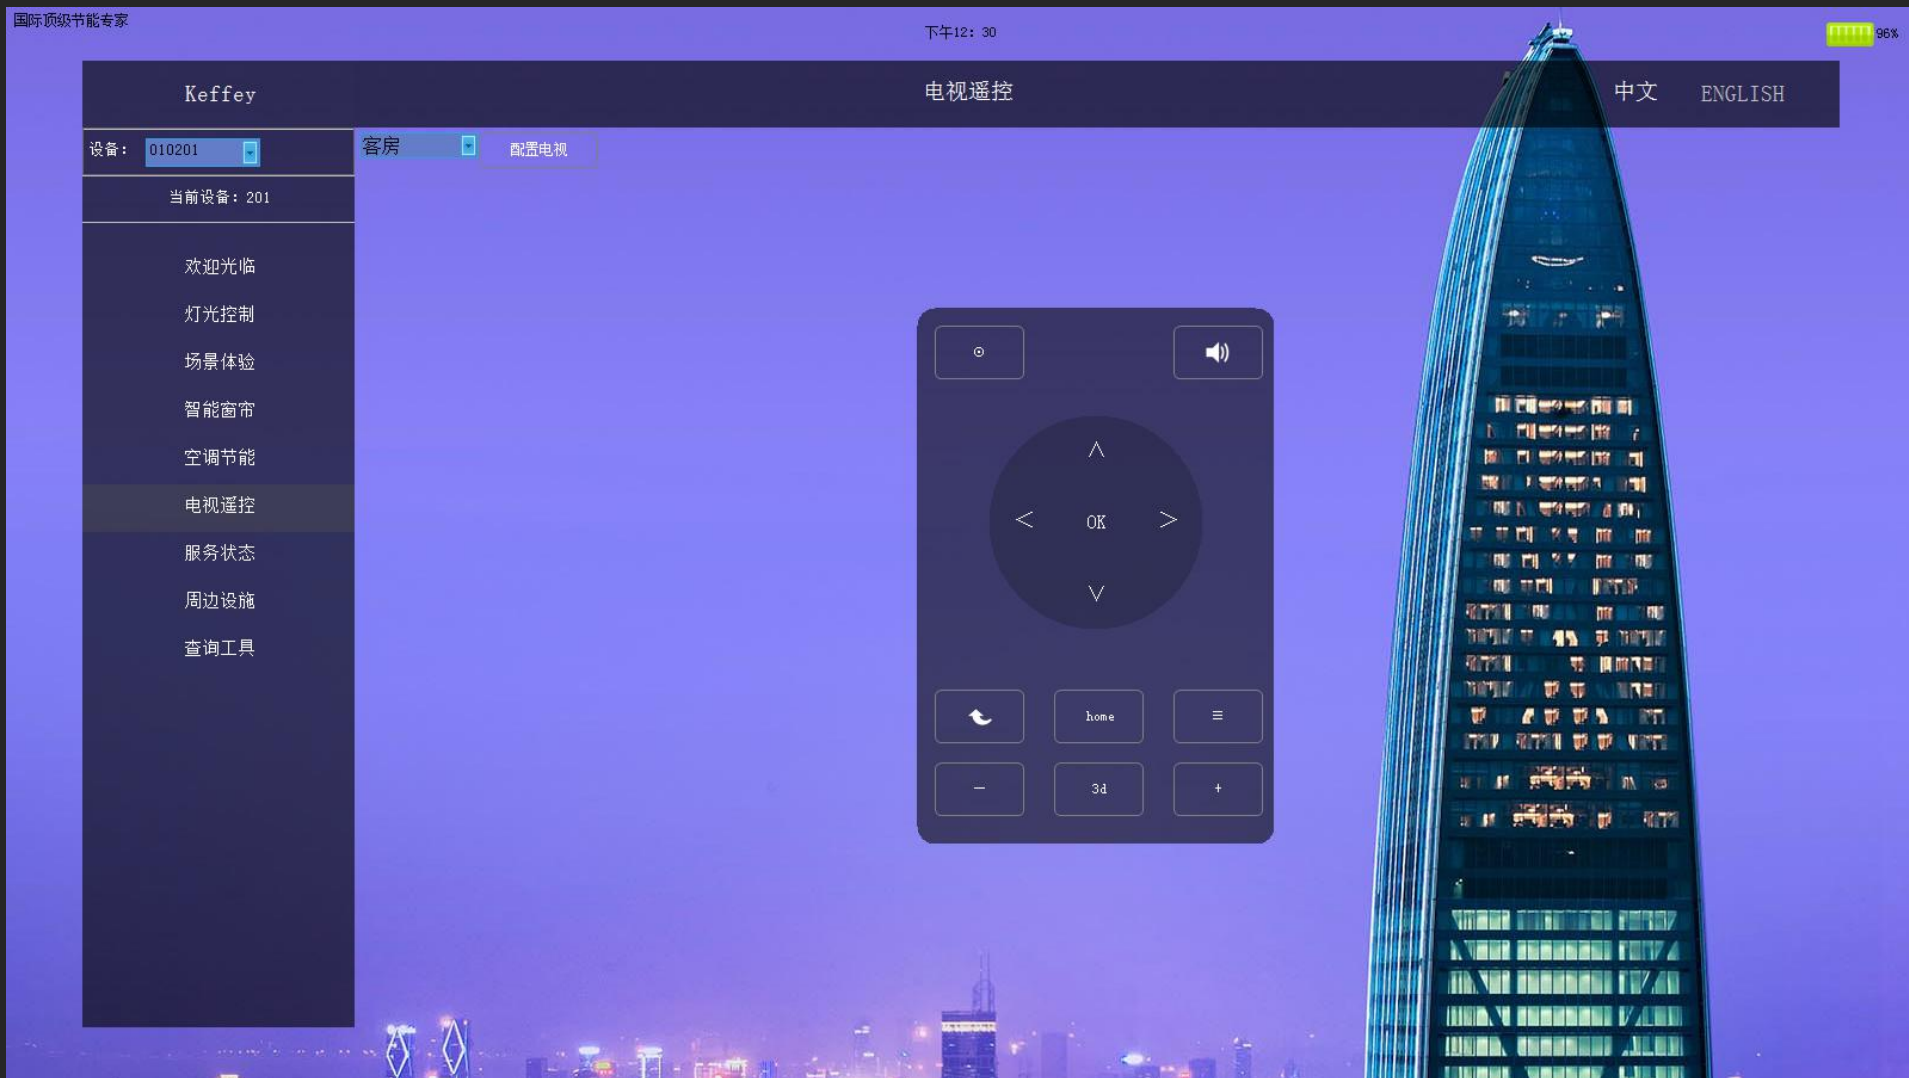 国际顶级节能专家
下午12: 30
96%
Keffey
电视遥控
中文
ENGLISH
设备:
010201
客房
配置电视
当前设备: 201
欢迎光临
灯光控制
场景体验
智能窗帘
空调节能
电视遥控
服务状态
周边设施
查询工具
OK
home
3d
+